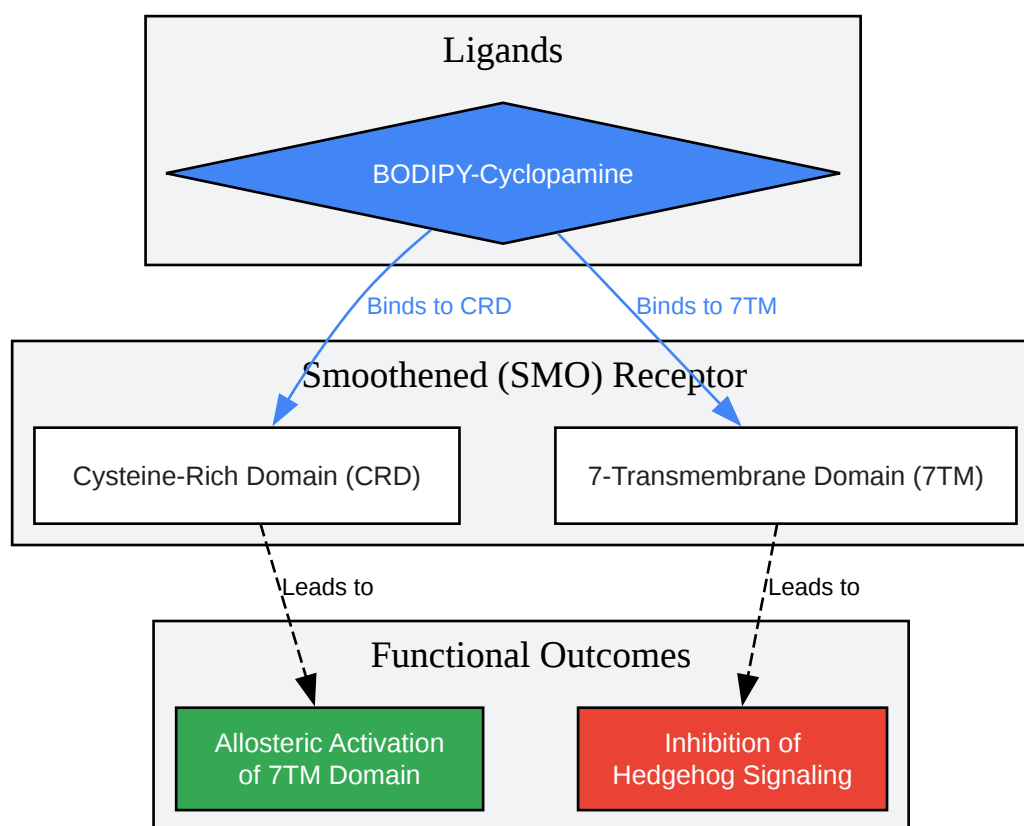 Ligands
BODIPY-Cyclopamine
Binds to CRD
Binds to 7TM
Smoothened (SMO) Receptor
Cysteine-Rich Domain (CRD)
7-Transmembrane Domain (7TM)
Leads to
Leads to
Functional Outcomes
Allosteric Activation
of 7TM Domain
Inhibition of
Hedgehog Signaling